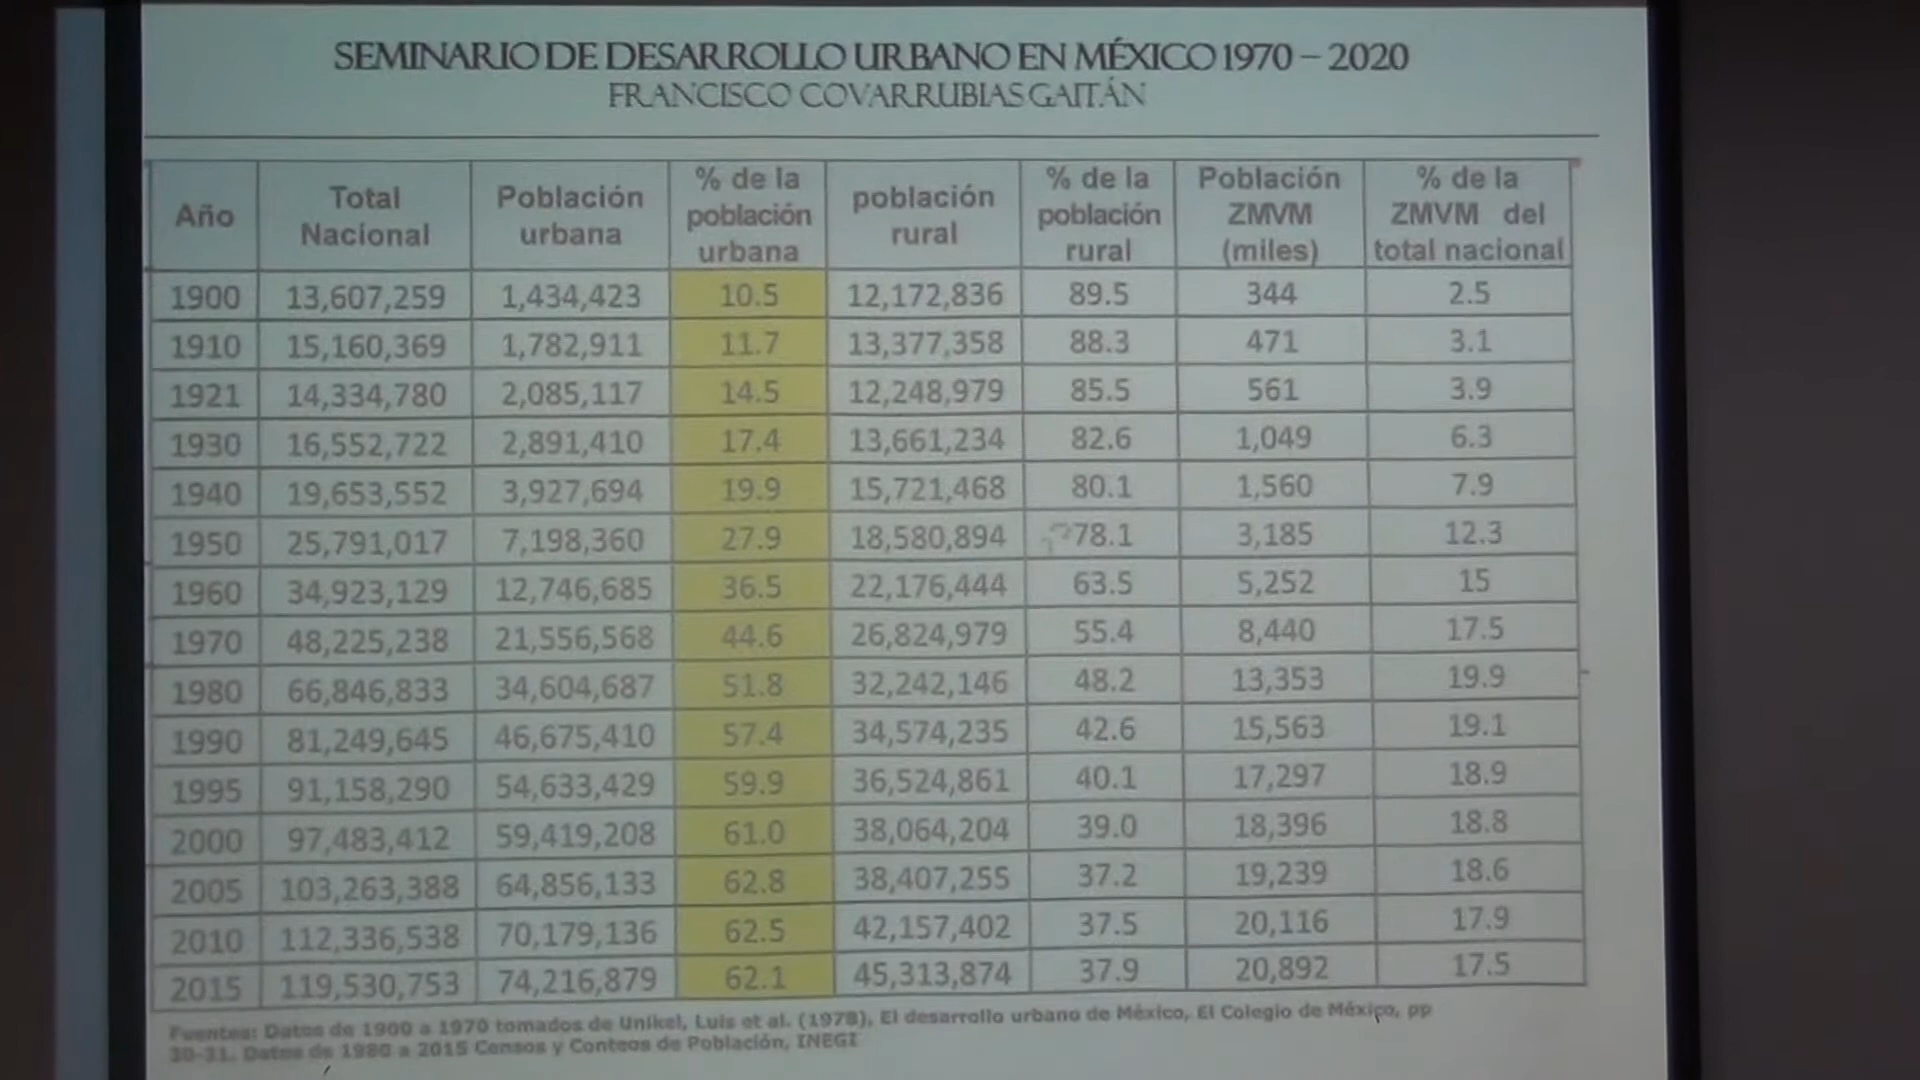 SEMINARIO DE DESARROLLO URBANO EN MÉXICO 1970 – 2020
FRANCISCO COVARRUBIAS GAITÁN
Año Total Nacional Población urbana % de la población urbana población rural % de la población rural Población ZMVM (miles) % de la ZMVM del total nacional
1900 13,607,259 1,434,423 10.5 12,172,836 89.5 344 2.5
1910 15,160,369 1,782,911 11.7 13,377,358 88.3 471 3.1
1921 14,334,780 2,085,117 14.5 12,248,979 85.5 561 3.9
1930 16,552,722 2,891,410 17.4 13,661,234 82.6 1,049 6.3
1940 19,653,552 3,927,694 19.9 15,721,468 80.1 1,560 7.9
1950 25,791,017 7,198,360 27.9 18,580,894 78.1 3,185 12.3
1960 34,923,129 12,746,685 36.5 22,176,444 63.5 5,252 15
1970 48,225,238 21,556,568 44.6 26,824,979 55.4 8,440 17.5
1980 66,846,833 34,604,687 51.8 32,242,146 48.2 13,353 19.9
1990 81,249,645 46,675,410 57.4 34,574,235 42.6 15,563 19.1
1995 91,158,290 54,633,429 59.9 36,524,861 40.1 17,297 18.9
2000 97,483,412 59,419,208 61.0 38,064,204 39.0 18,396 18.8
2005 103,263,388 64,856,133 62.8 38,407,255 37.2 19,239 18.6
2010 112,336,538 70,179,136 62.5 42,157,402 37.5 20,116 17.9
2015 119,530,753 74,216,879 62.1 45,313,874 37.9 20,892 17.5
Fuentes: Datos de 1900 a 1970 tomados de Unikel, Luis et al. (1978), El desarrollo urbano de México, El Colegio de México, pp
30-31. Datos de 1980 a 2015 Censos y Conteos de Población, INEGI